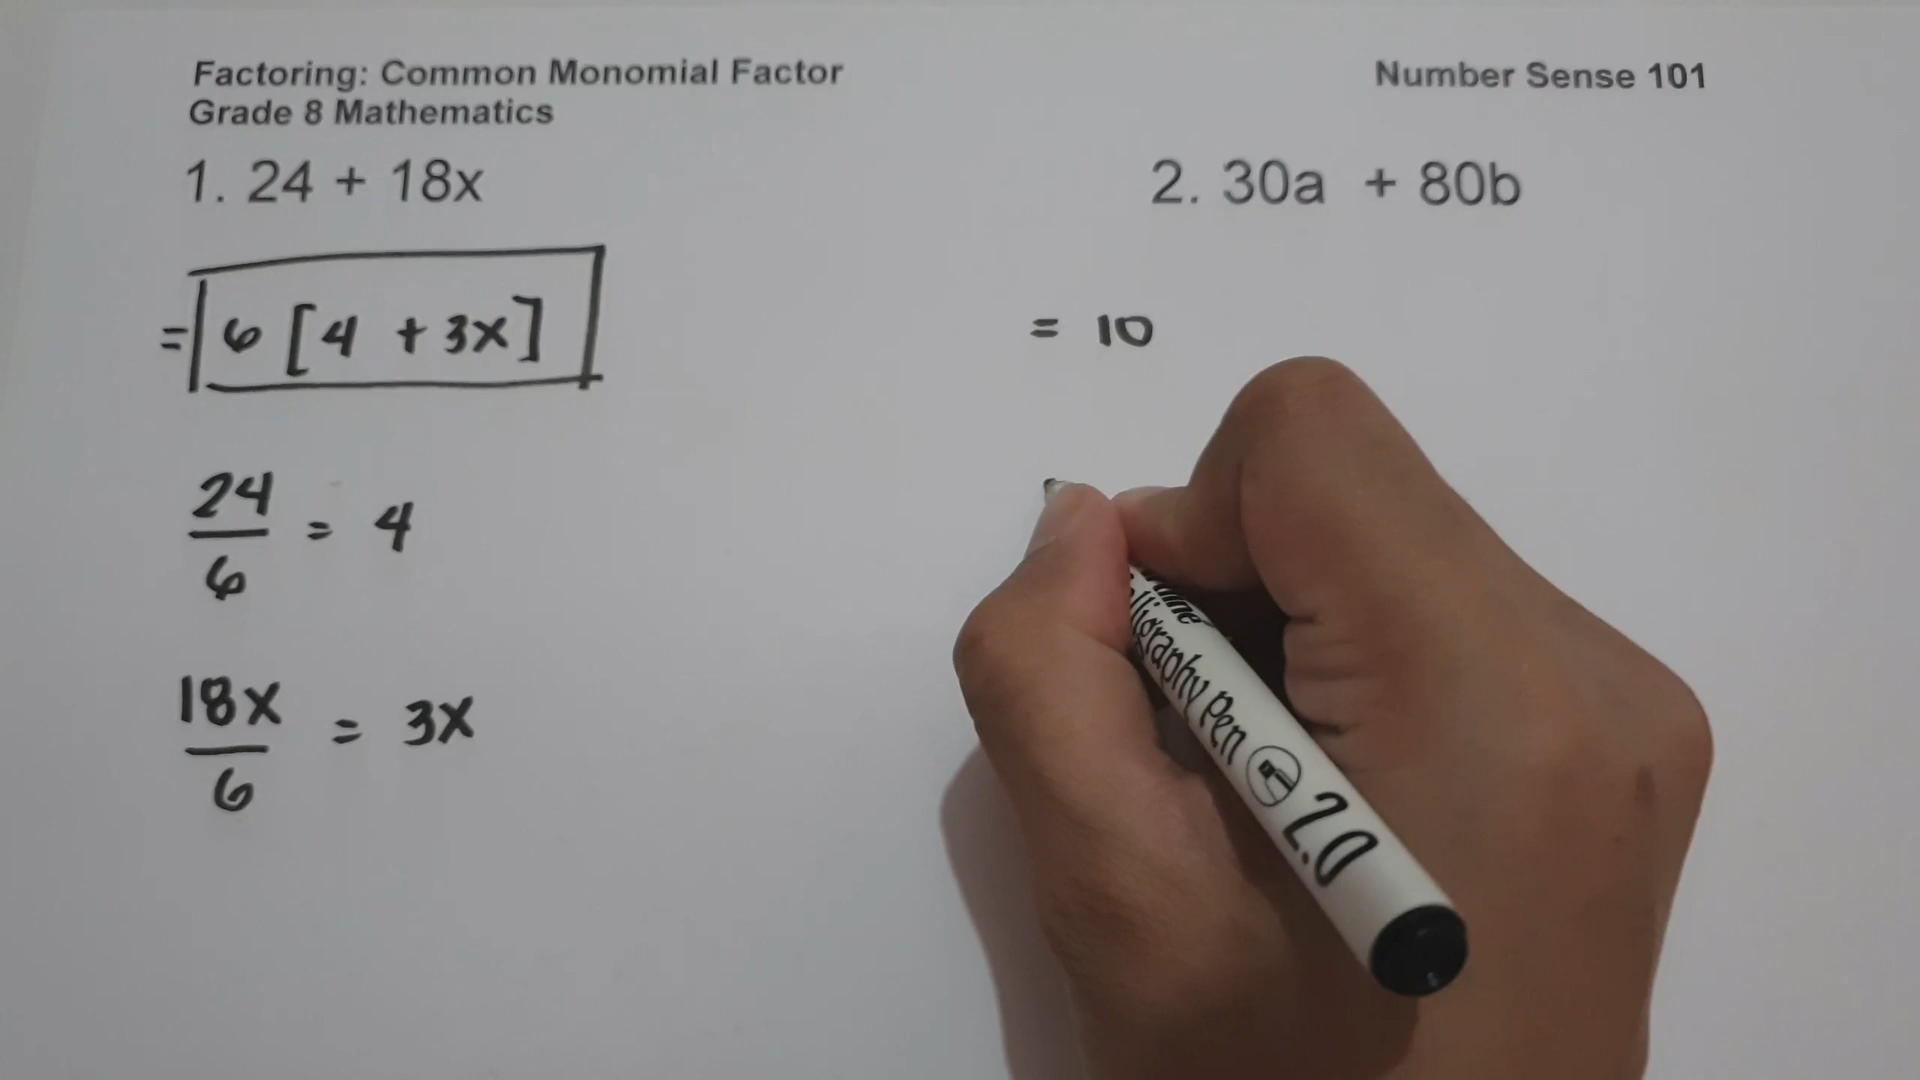 Factoring: Common Monomial Factor
Number Sense 101
Grade 8 Mathematics
1. 24 + 18x
= 6 [4 + 3x]
24/6 = 4
18x/6 = 3x
2. 30a + 80b
= 10
Calligraphy Pen 2.0